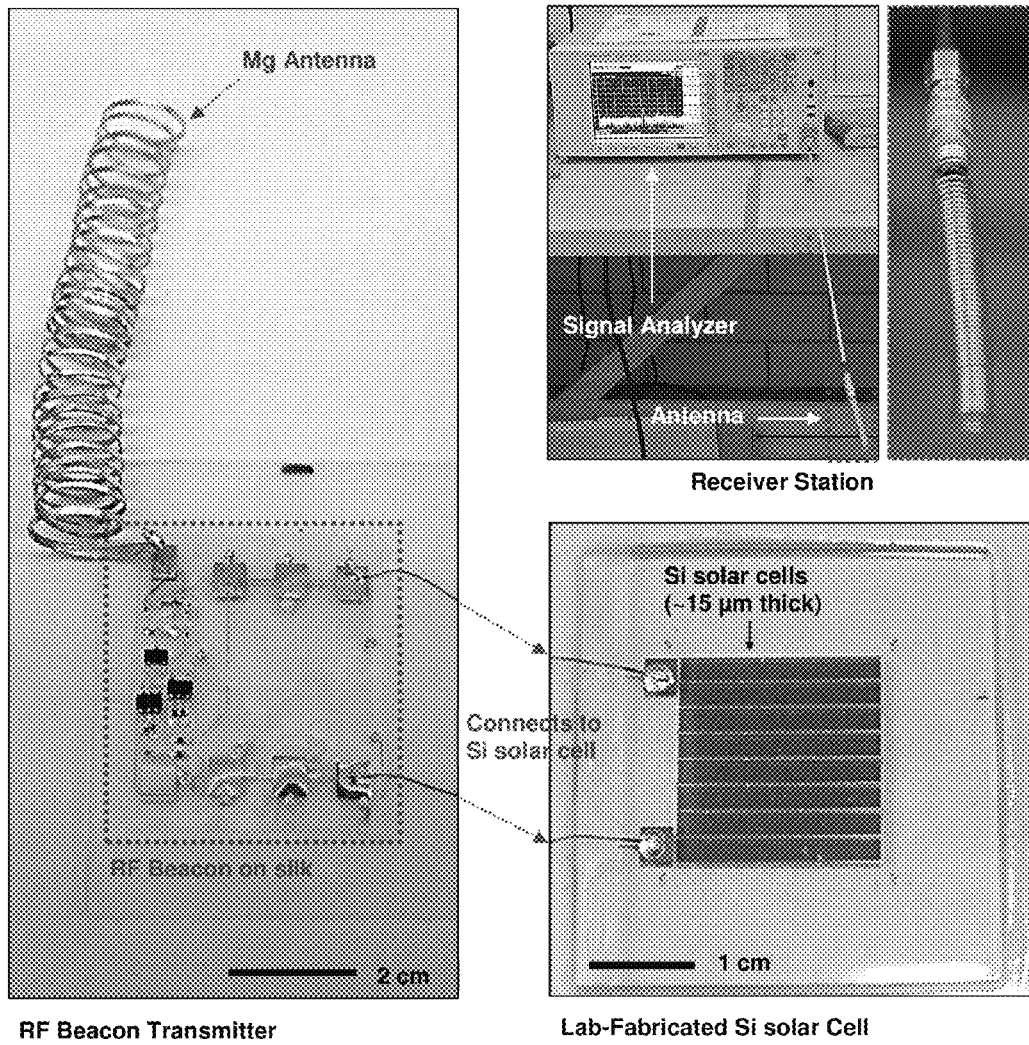 Mg Antenna
RF Beacon on silk
2 cm
RF Beacon Transmitter
Signal Analyzer
Antenna
Receiver Station
Connects to
Si solar cell
Si solar cells
(~15 μm thick)
1 cm
Lab-Fabricated Si solar Cell